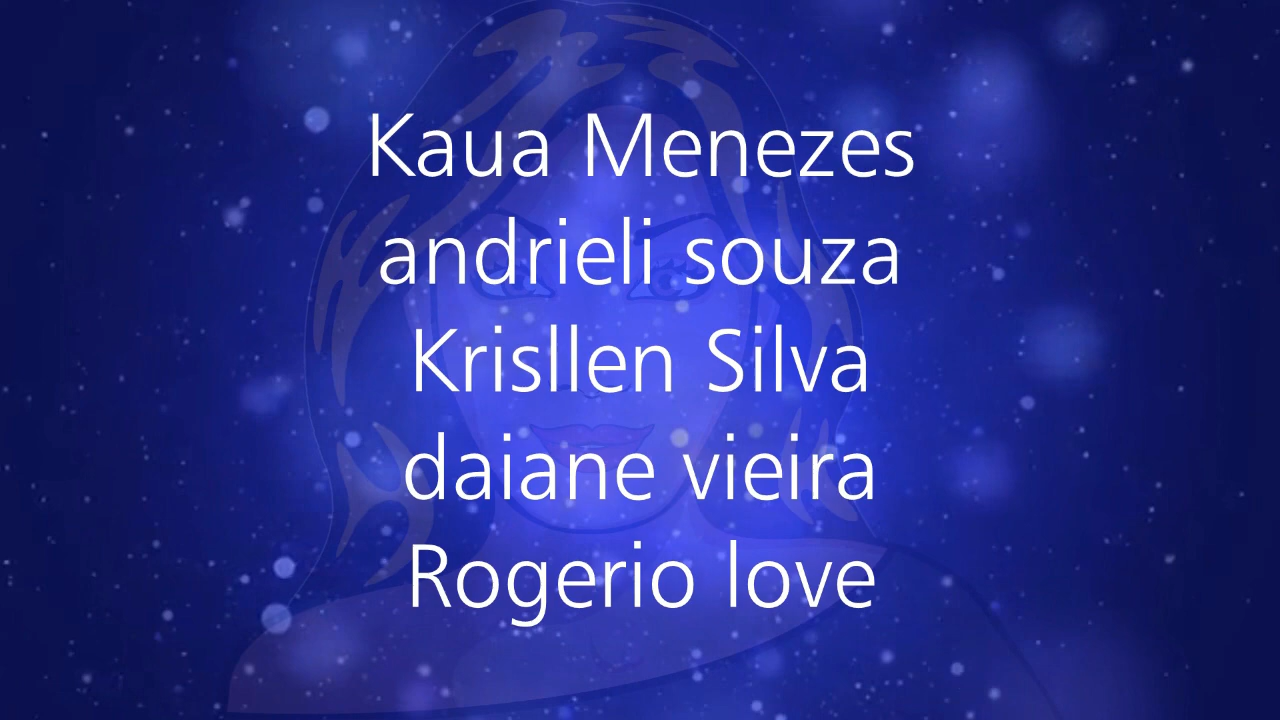 Kaua Menezes
andrieli souza
Krisllen Silva
daiane vieira
Rogerio love